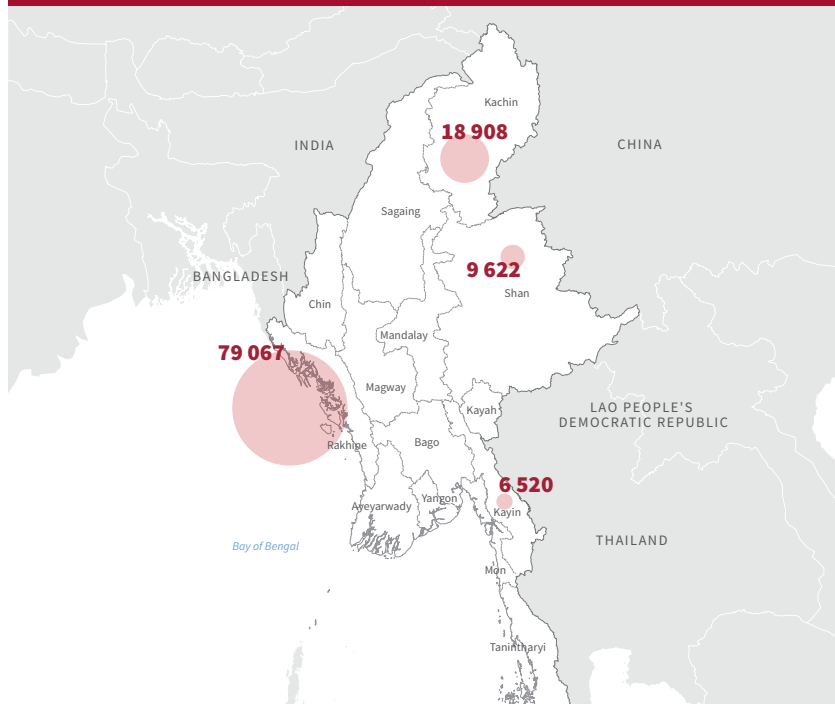 Kachin
18 908
INDIA
CHINA
Sagaing
9 622
BANGLADESH
Shan
Chin
Mandalay
79 067
Magway
LAO PEOPLE'S
DEMOCRATIC REPUBLIC
Kayah
Bago
Rakhine
6 520
Yangon
Ayeyarwady
Kayin
THAILAND
Bay of Bengal
Mon
Tanintharyi